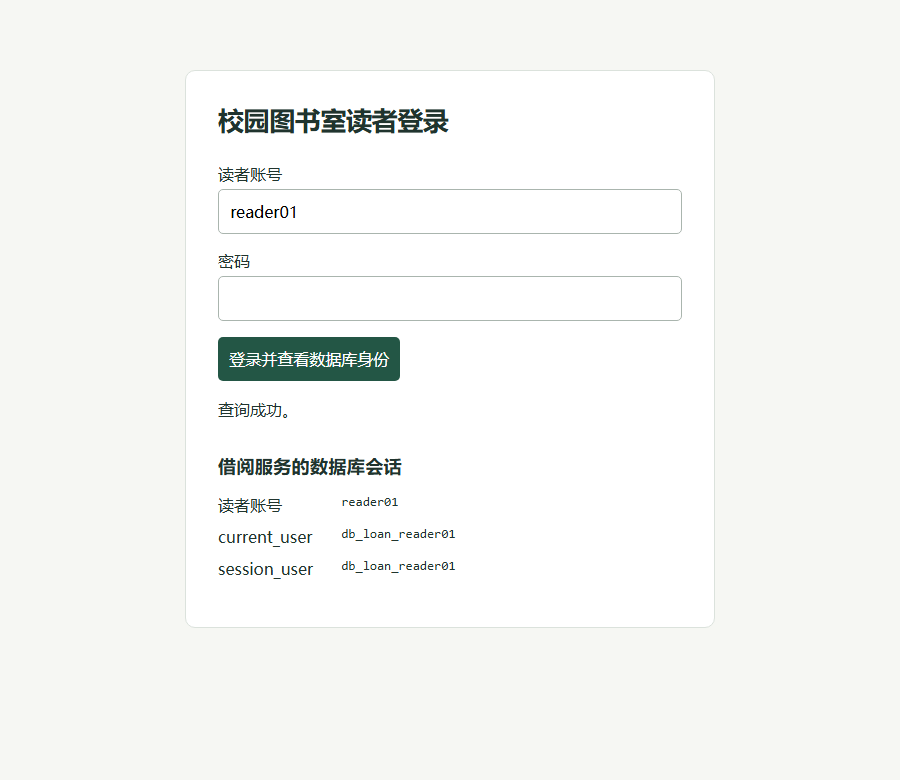 校园图书室读者登录
读者账号
reader01
密码
登录并查看数据库身份
查询成功。
借阅服务的数据库会话
读者账号 reader01
current_user db_loan_reader01
session_user db_loan_reader01